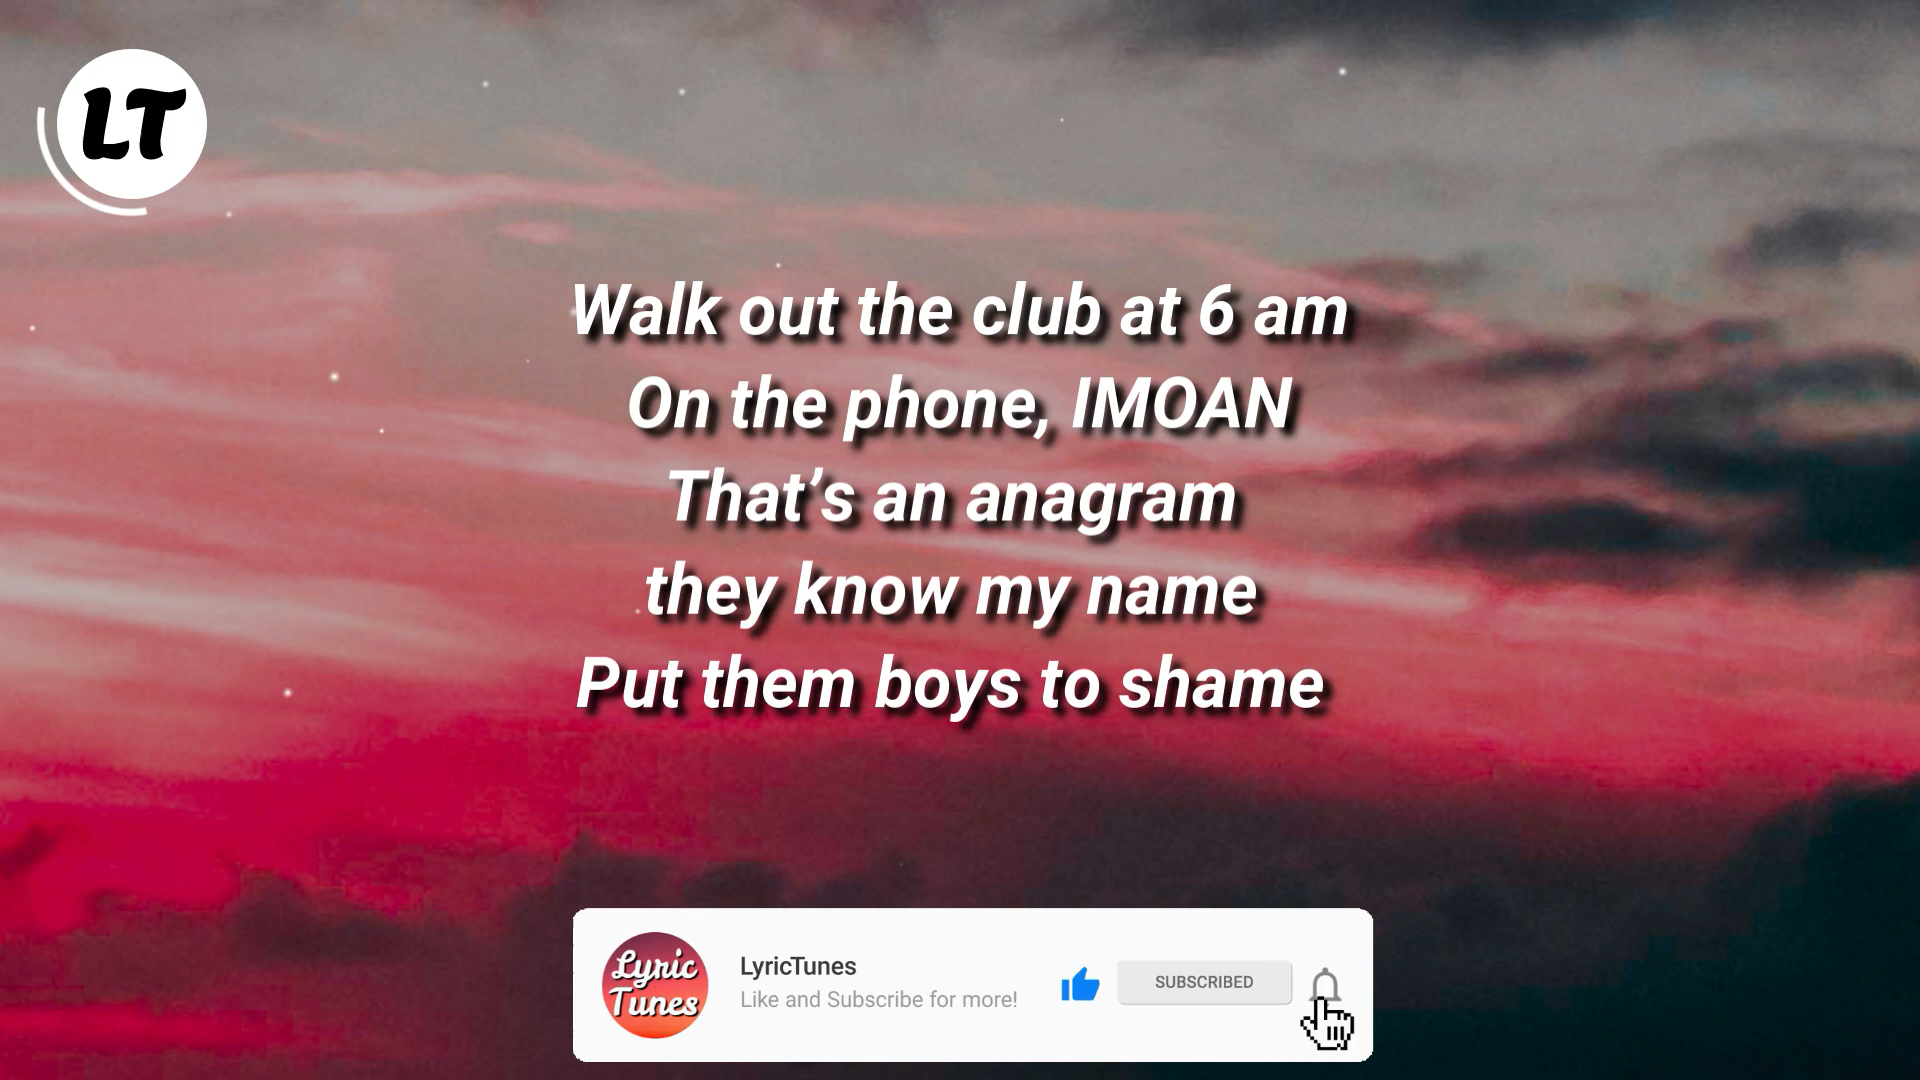 LT
Walk out the club at 6 am
On the phone, IMOAN
That’s an anagram
they know my name
Put them boys to shame
Lyric
Tunes
LyricTunes
Like and Subscribe for more!
SUBSCRIBED